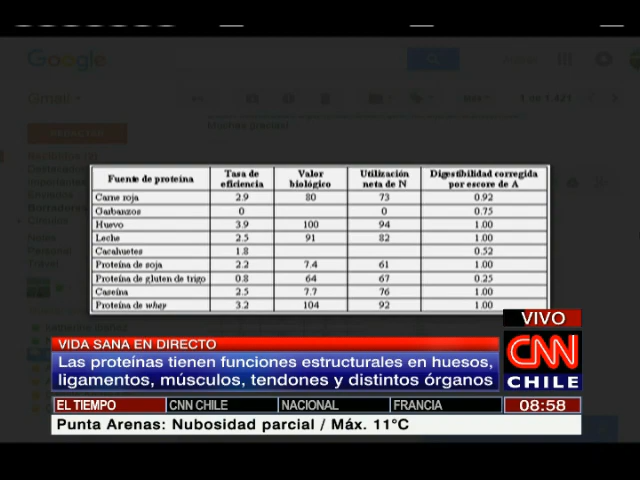 Google
Gmail
Fuente de proteína Tasa de eficiencia Valor biológico Utilización neta de N Digestibilidad corregida por escore de A
Carne roja 2.9 80 73 0.92
Garbanzos 0 0 0.75
Huevo 3.9 100 94 1.00
Leche 2.5 91 82 1.00
Cacahuetes 1.8 0.52
Proteína de soja 2.2 7.4 61 1.00
Proteína de gluten de trigo 0.8 64 67 0.25
Caseína 2.5 7.7 76 1.00
Proteína de whey 3.2 104 92 1.00
VIVO
CNN
CHILE
VIDA SANA EN DIRECTO
Las proteínas tienen funciones estructurales en huesos,
ligamentos, músculos, tendones y distintos órganos
EL TIEMPO CNN CHILE NACIONAL FRANCIA 08:58
Punta Arenas: Nubosidad parcial / Máx. 11°C